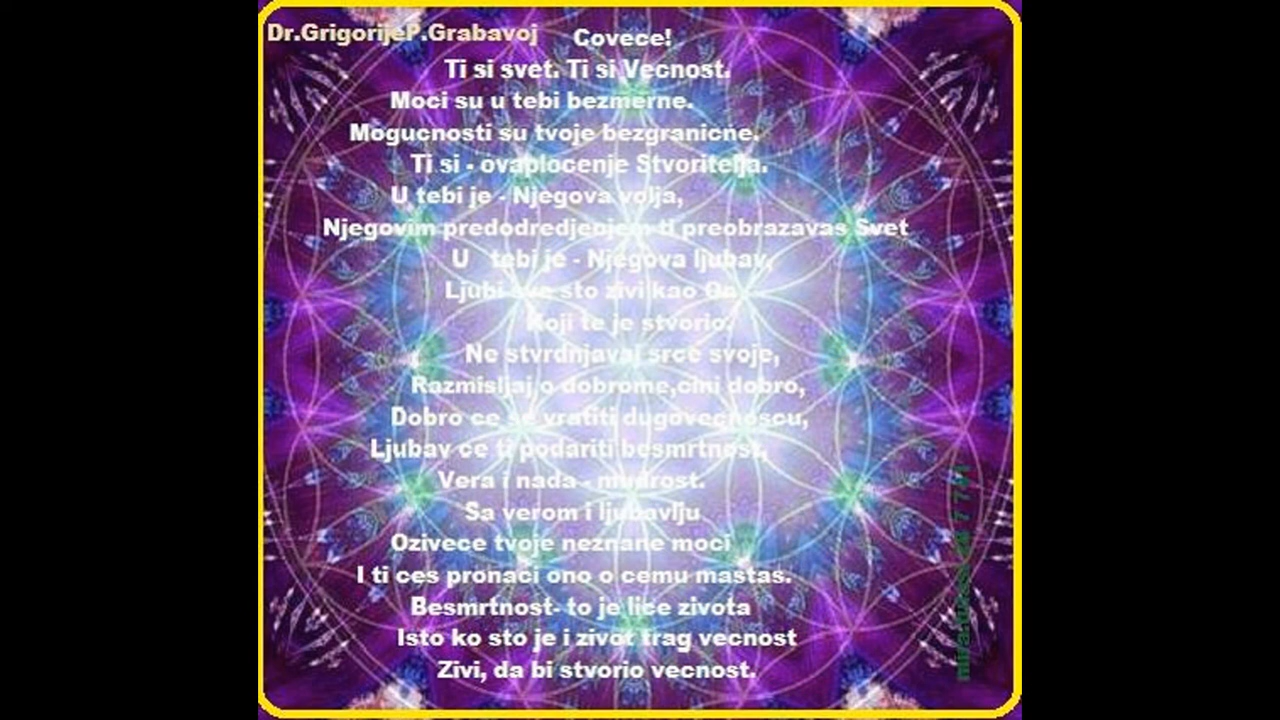 Dr.GrigorijeP.Grabavoj
Covece!
Ti si svet. Ti si Vecnost.
Moci su u tebi bezmerne.
Mogucnosti su tvoje bezgranicne.
Ti si - ovaplocenje Stvoritelja.
U tebi je - Njegova volja,
Njegovim predodredjenjem ti preobrazavas Svet
U tebi je - Njegova ljubav,
Ljubi sve sto zivi kao On
Koji te je stvorio.
Ne stvrdnjavaj srce svoje,
Razmisljaj o dobrome,cini dobro,
Dobro ce se vratiti dugovecnoscu,
Ljubav ce ti podariti besmrtnost,
Vera i nada - mudrost.
Sa verom i ljubavlju
Ozivece tvoje neznane moci
I ti ces pronaci ono o cemu mastas.
Besmrtnost- to je lice zivota
Isto ko sto je i zivot trag vecnost
Zivi, da bi stvorio vecnost.